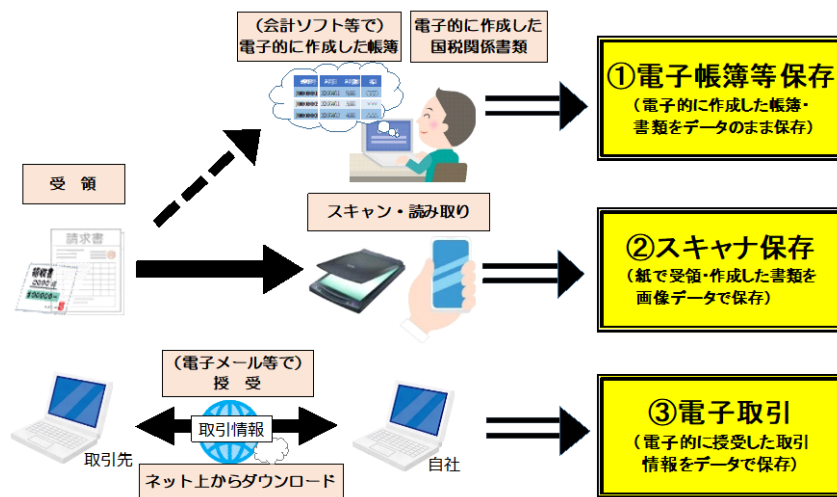 （会計ソフト等で）
電子的に作成した帳簿
電子的に作成した
国税関係書類
①電子帳簿等保存
（電子的に作成した帳簿・
書類をデータのまま保存）
受　領
請求書
領収書
スキャン・読み取り
②スキャナ保存
（紙で受領・作成した書類を
画像データで保存）
（電子メール等で）
授　受
取引情報
取引先
自社
ネット上からダウンロード
③電子取引
（電子的に授受した取引
情報をデータで保存）